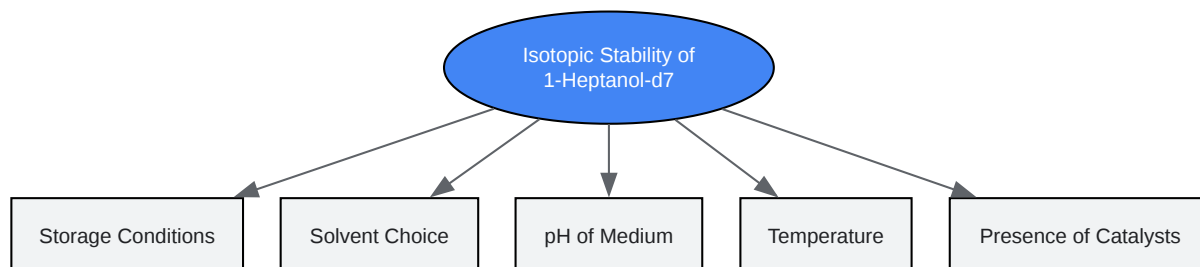 Isotopic Stability of
1-Heptanol-d7
Storage Conditions
Solvent Choice
pH of Medium
Temperature
Presence of Catalysts